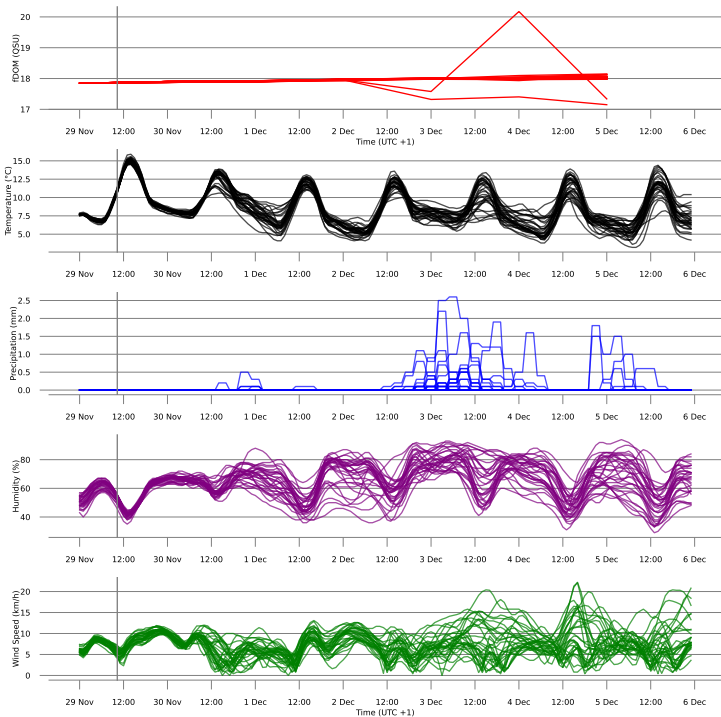 fDOM (QSU)
20
19
18
17
29 Nov 12:00 30 Nov 12:00 1 Dec 12:00 2 Dec 12:00 3 Dec 12:00 4 Dec 12:00 5 Dec 12:00 6 Dec
Time (UTC +1)
Temperature (°C)
15.0
12.5
10.0
7.5
5.0
29 Nov 12:00 30 Nov 12:00 1 Dec 12:00 2 Dec 12:00 3 Dec 12:00 4 Dec 12:00 5 Dec 12:00 6 Dec
Precipitation (mm)
2.5
2.0
1.5
1.0
0.5
0.0
29 Nov 12:00 30 Nov 12:00 1 Dec 12:00 2 Dec 12:00 3 Dec 12:00 4 Dec 12:00 5 Dec 12:00 6 Dec
Humidity (%)
80
60
40
29 Nov 12:00 30 Nov 12:00 1 Dec 12:00 2 Dec 12:00 3 Dec 12:00 4 Dec 12:00 5 Dec 12:00 6 Dec
Wind Speed (km/h)
20
15
10
5
0
29 Nov 12:00 30 Nov 12:00 1 Dec 12:00 2 Dec 12:00 3 Dec 12:00 4 Dec 12:00 5 Dec 12:00 6 Dec
Time (UTC +1)